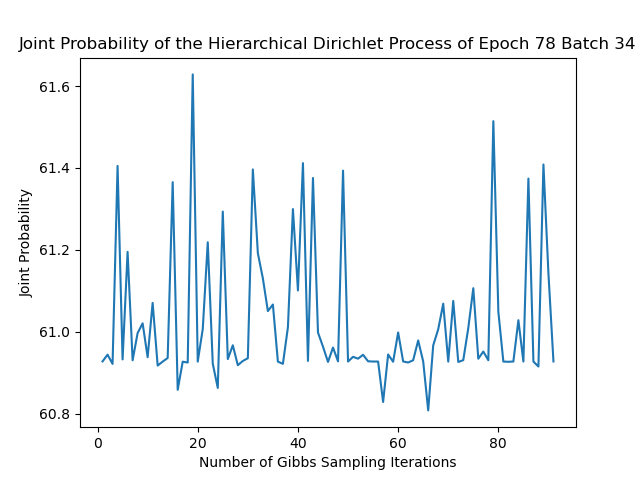 Joint Probability of the Hierarchical Dirichlet Process of Epoch 78 Batch 34
61.6
61.4
61.2
61.0
60.8
Joint Probability
0 20 40 60 80
Number of Gibbs Sampling Iterations